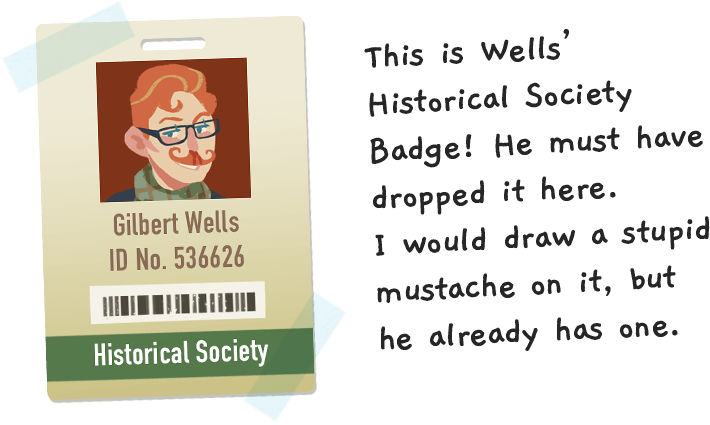 Gilbert Wells
ID No. 536626
Historical Society
This is Wells'
Historical Society
Badge! He must have
dropped it here.
I would draw a stupid
mustache on it, but
he already has one.